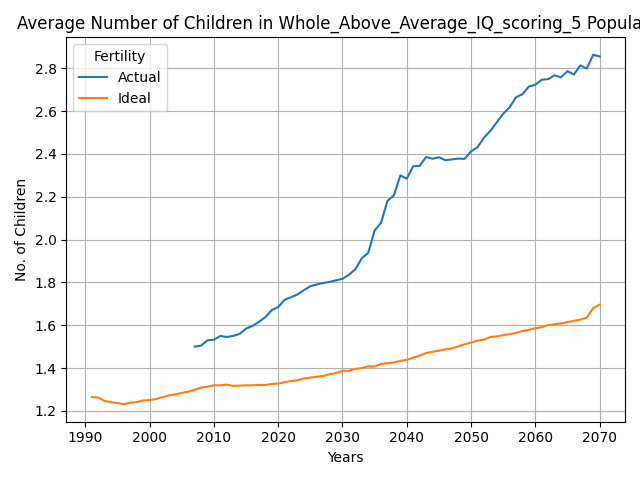 Average Number of Children in Whole_Above_Average_IQ_scoring_5 Popula
Fertility
Actual
Ideal
No. of Children
2.8
2.6
2.4
2.2
2.0
1.8
1.6
1.4
1.2
1990 2000 2010 2020 2030 2040 2050 2060 2070
Years